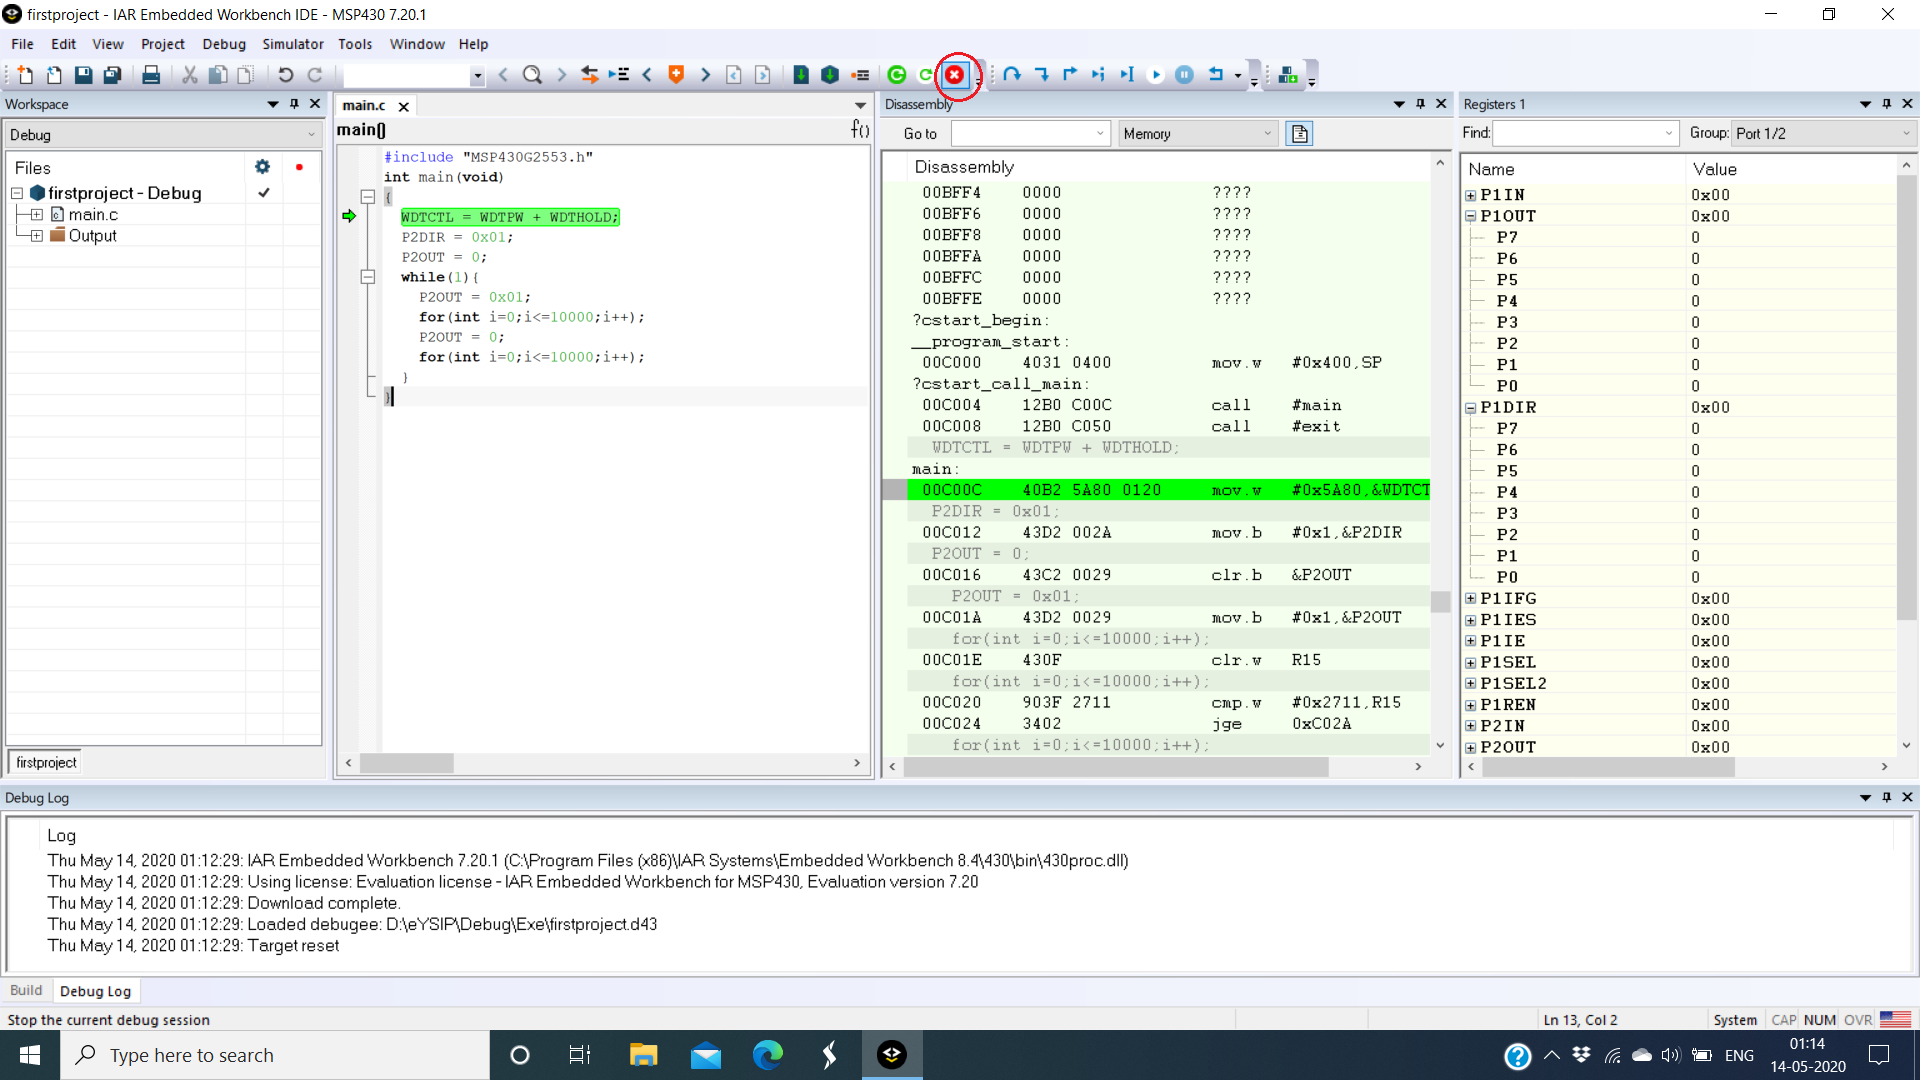 firstproject - IAR Embedded Workbench IDE - MSP430 7.20.1
File Edit View Project Debug Simulator Tools Window Help
Workspace
Debug
Files
firstproject - Debug
main.c
Output
firstproject
main.c
main()
f()
#include "MSP430G2553.h"
int main(void)
{
WDTCTL = WDTPW + WDTHOLD;
P2DIR = 0x01;
P2OUT = 0;
while(1){
P2OUT = 0x01;
for(int i=0;i<=10000;i++);
P2OUT = 0;
for(int i=0;i<=10000;i++);
}
}
Disassembly
Go to Memory
Disassembly
00BFF4 0000 ????
00BFF6 0000 ????
00BFF8 0000 ????
00BFFA 0000 ????
00BFFC 0000 ????
00BFFE 0000 ????
?cstart_begin:
__program_start:
00C000 4031 0400 mov.w #0x400,SP
?cstart_call_main:
00C004 12B0 C00C call #main
00C008 12B0 C050 call #exit
WDTCTL = WDTPW + WDTHOLD;
main:
00C00C 40B2 5A80 0120 mov.w #0x5A80,&WDTCT
P2DIR = 0x01;
00C012 43D2 002A mov.b #0x1,&P2DIR
P2OUT = 0;
00C016 43C2 0029 clr.b &P2OUT
P2OUT = 0x01;
00C01A 43D2 0029 mov.b #0x1,&P2OUT
for(int i=0;i<=10000;i++);
00C01E 430F clr.w R15
for(int i=0;i<=10000;i++);
00C020 903F 2711 cmp.w #0x2711,R15
00C024 3402 jge 0xC02A
for(int i=0;i<=10000;i++);
Registers 1
Find: Group: Port 1/2
Name Value
P1IN 0x00
P1OUT 0x00
P7 0
P6 0
P5 0
P4 0
P3 0
P2 0
P1 0
P0 0
P1DIR 0x00
P7 0
P6 0
P5 0
P4 0
P3 0
P2 0
P1 0
P0 0
P1IFG 0x00
P1IES 0x00
P1IE 0x00
P1SEL 0x00
P1SEL2 0x00
P1REN 0x00
P2IN 0x00
P2OUT 0x00
Debug Log
Log
Thu May 14, 2020 01:12:29: IAR Embedded Workbench 7.20.1 (C:\Program Files (x86)\IAR Systems\Embedded Workbench 8.4\430\bin\430proc.dll)
Thu May 14, 2020 01:12:29: Using license: Evaluation license - IAR Embedded Workbench for MSP430, Evaluation version 7.20
Thu May 14, 2020 01:12:29: Download complete.
Thu May 14, 2020 01:12:29: Loaded debugee: D:\eYSIP\Debug\Exe\firstproject.d43
Thu May 14, 2020 01:12:29: Target reset
Build Debug Log
Stop the current debug session
Ln 13, Col 2 System CAP NUM OVR
Type here to search
ENG
01:14
14-05-2020